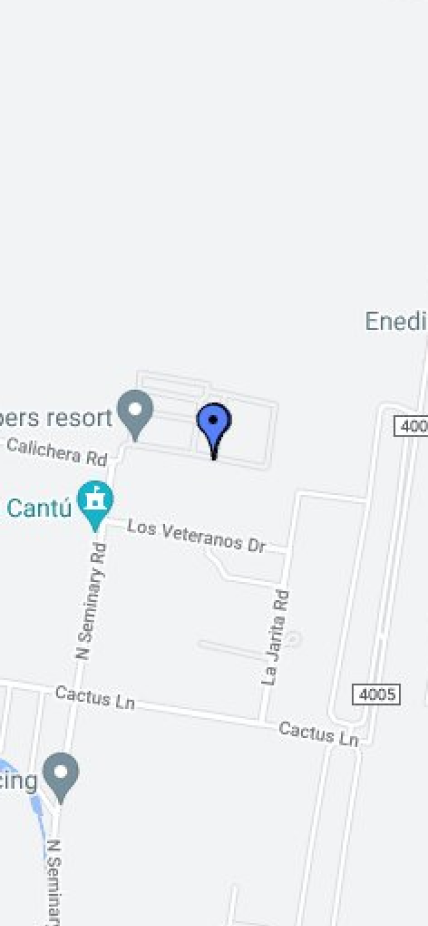 Enedi
400
pers resort
Calichera Rd
Cantú
Los Veteranos Dr
N Seminary Rd
La Jarita Rd
4005
Cactus Ln
Cactus Ln
cing
N Seminary